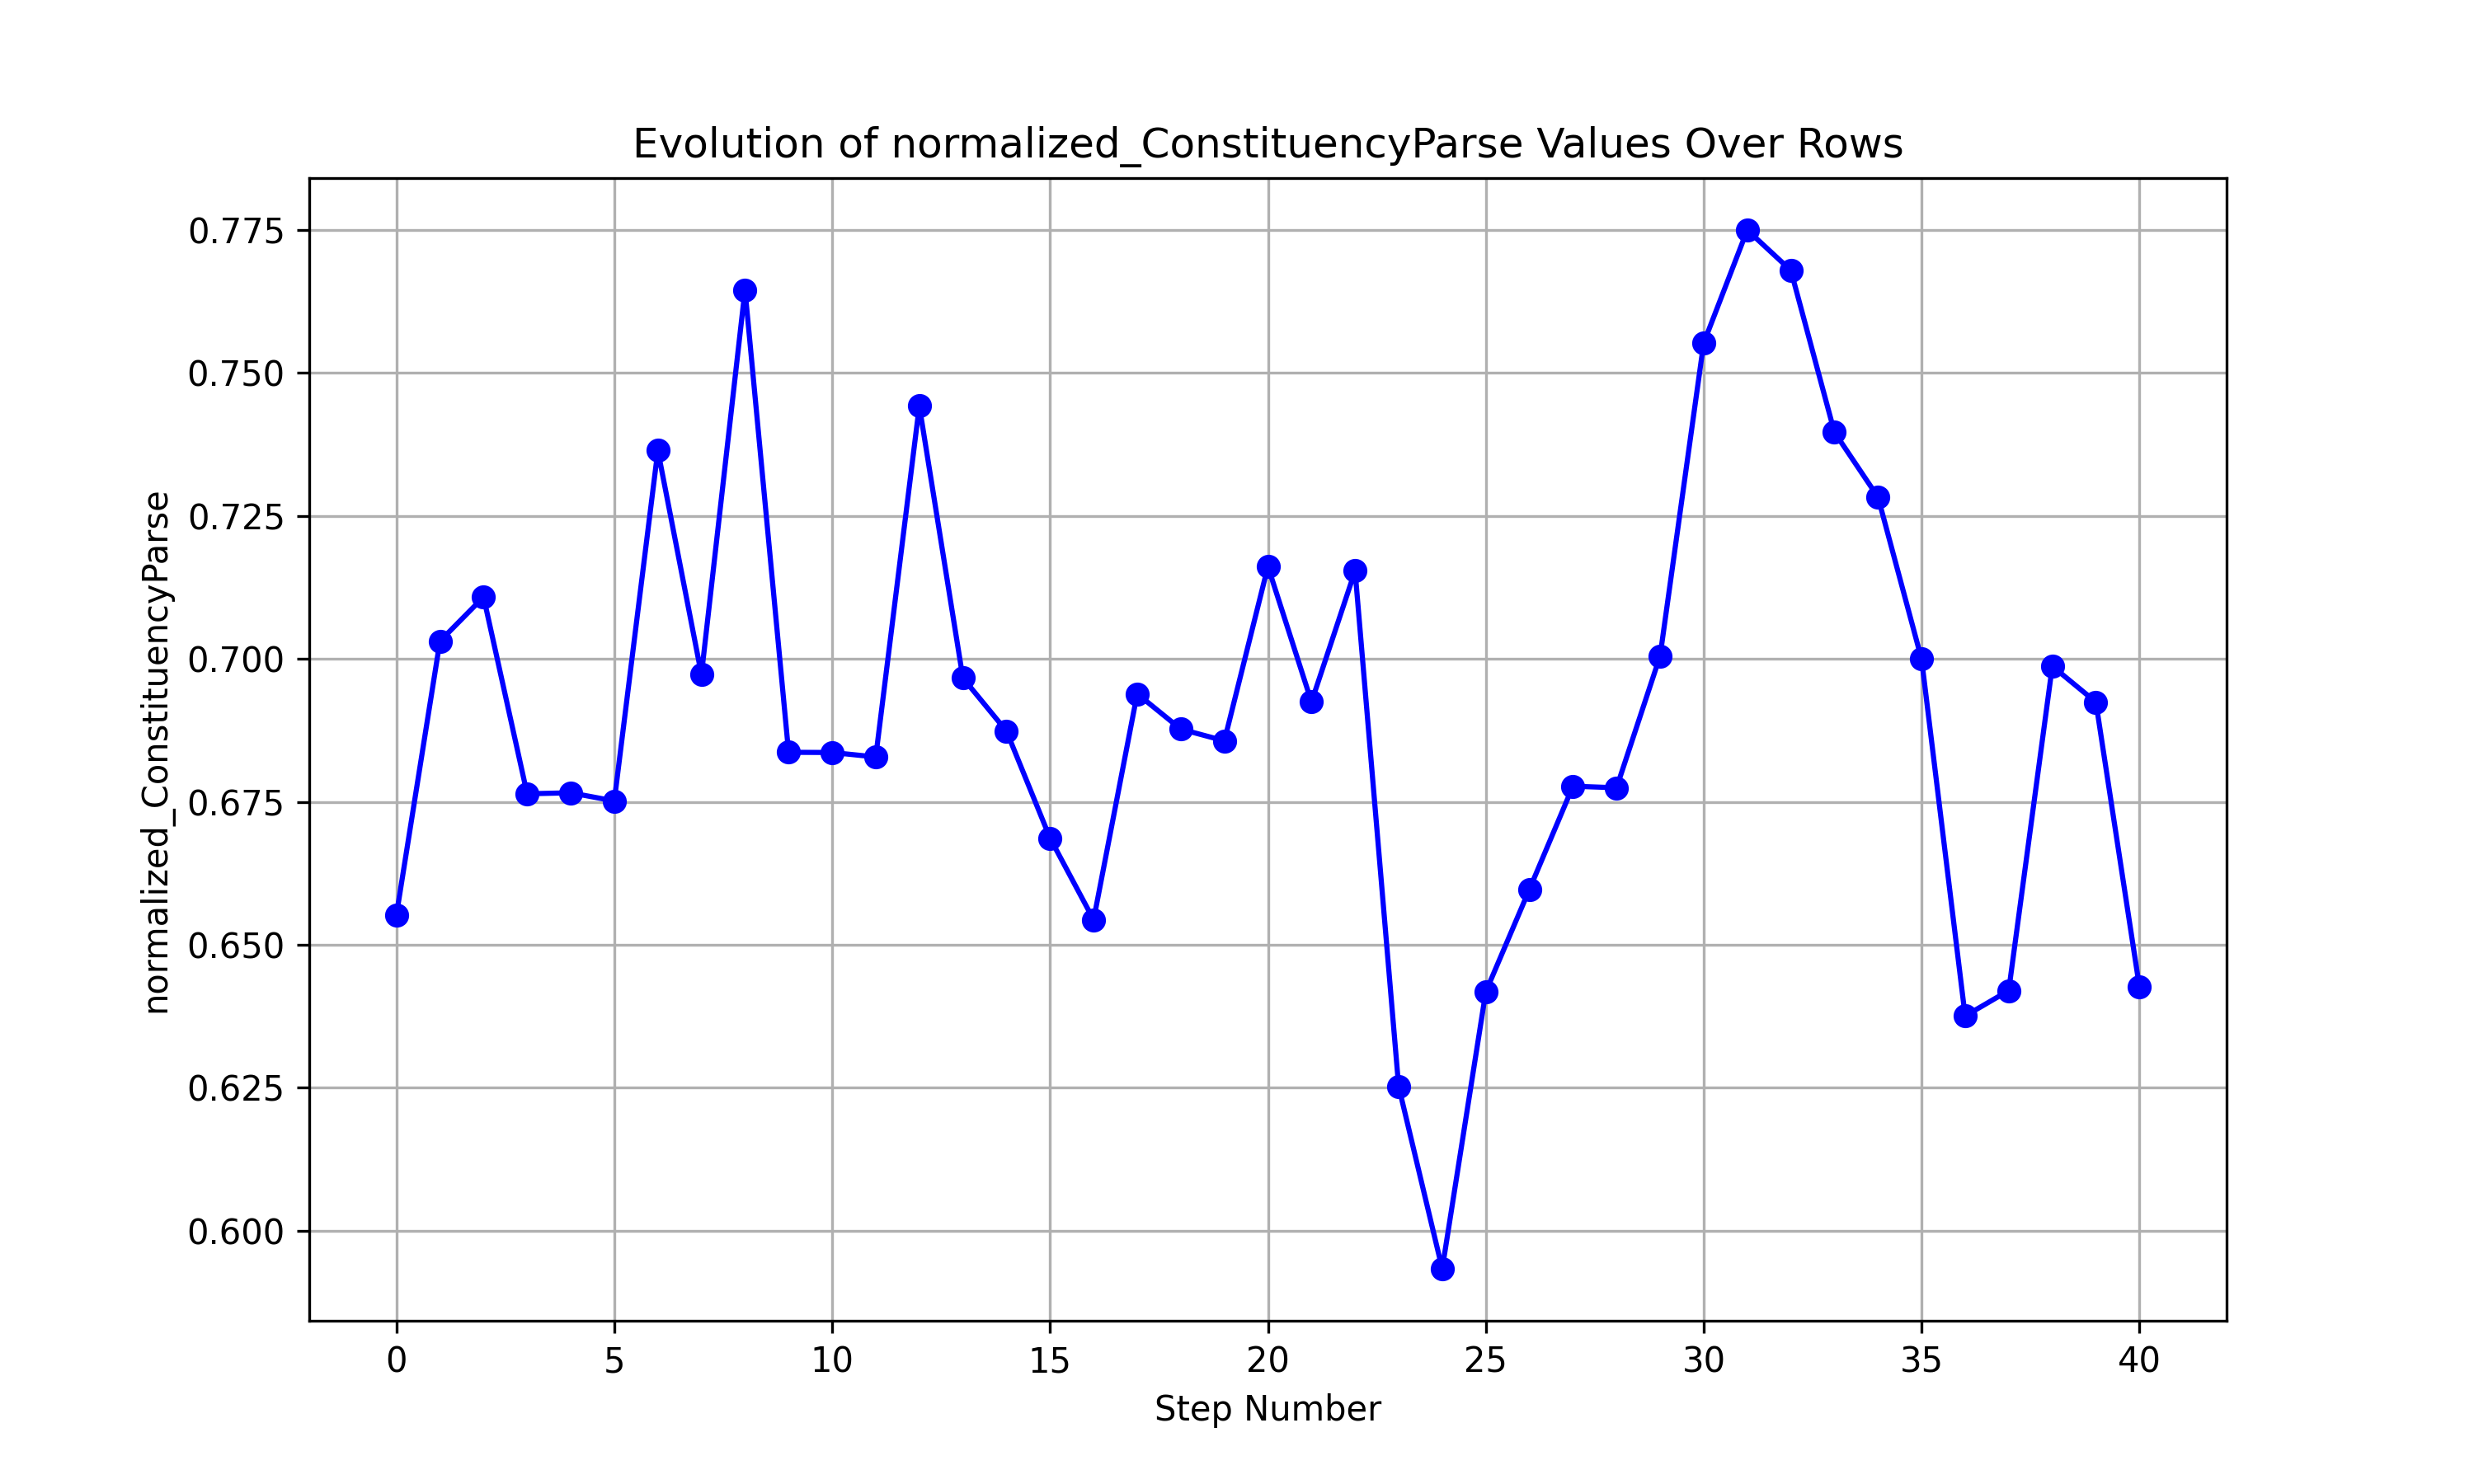 Evolution of normalized_ConstituencyParse Values Over Rows
normalized_ConstituencyParse
0.775
0.750
0.725
0.700
0.675
0.650
0.625
0.600
0 5 10 15 20 25 30 35 40
Step Number